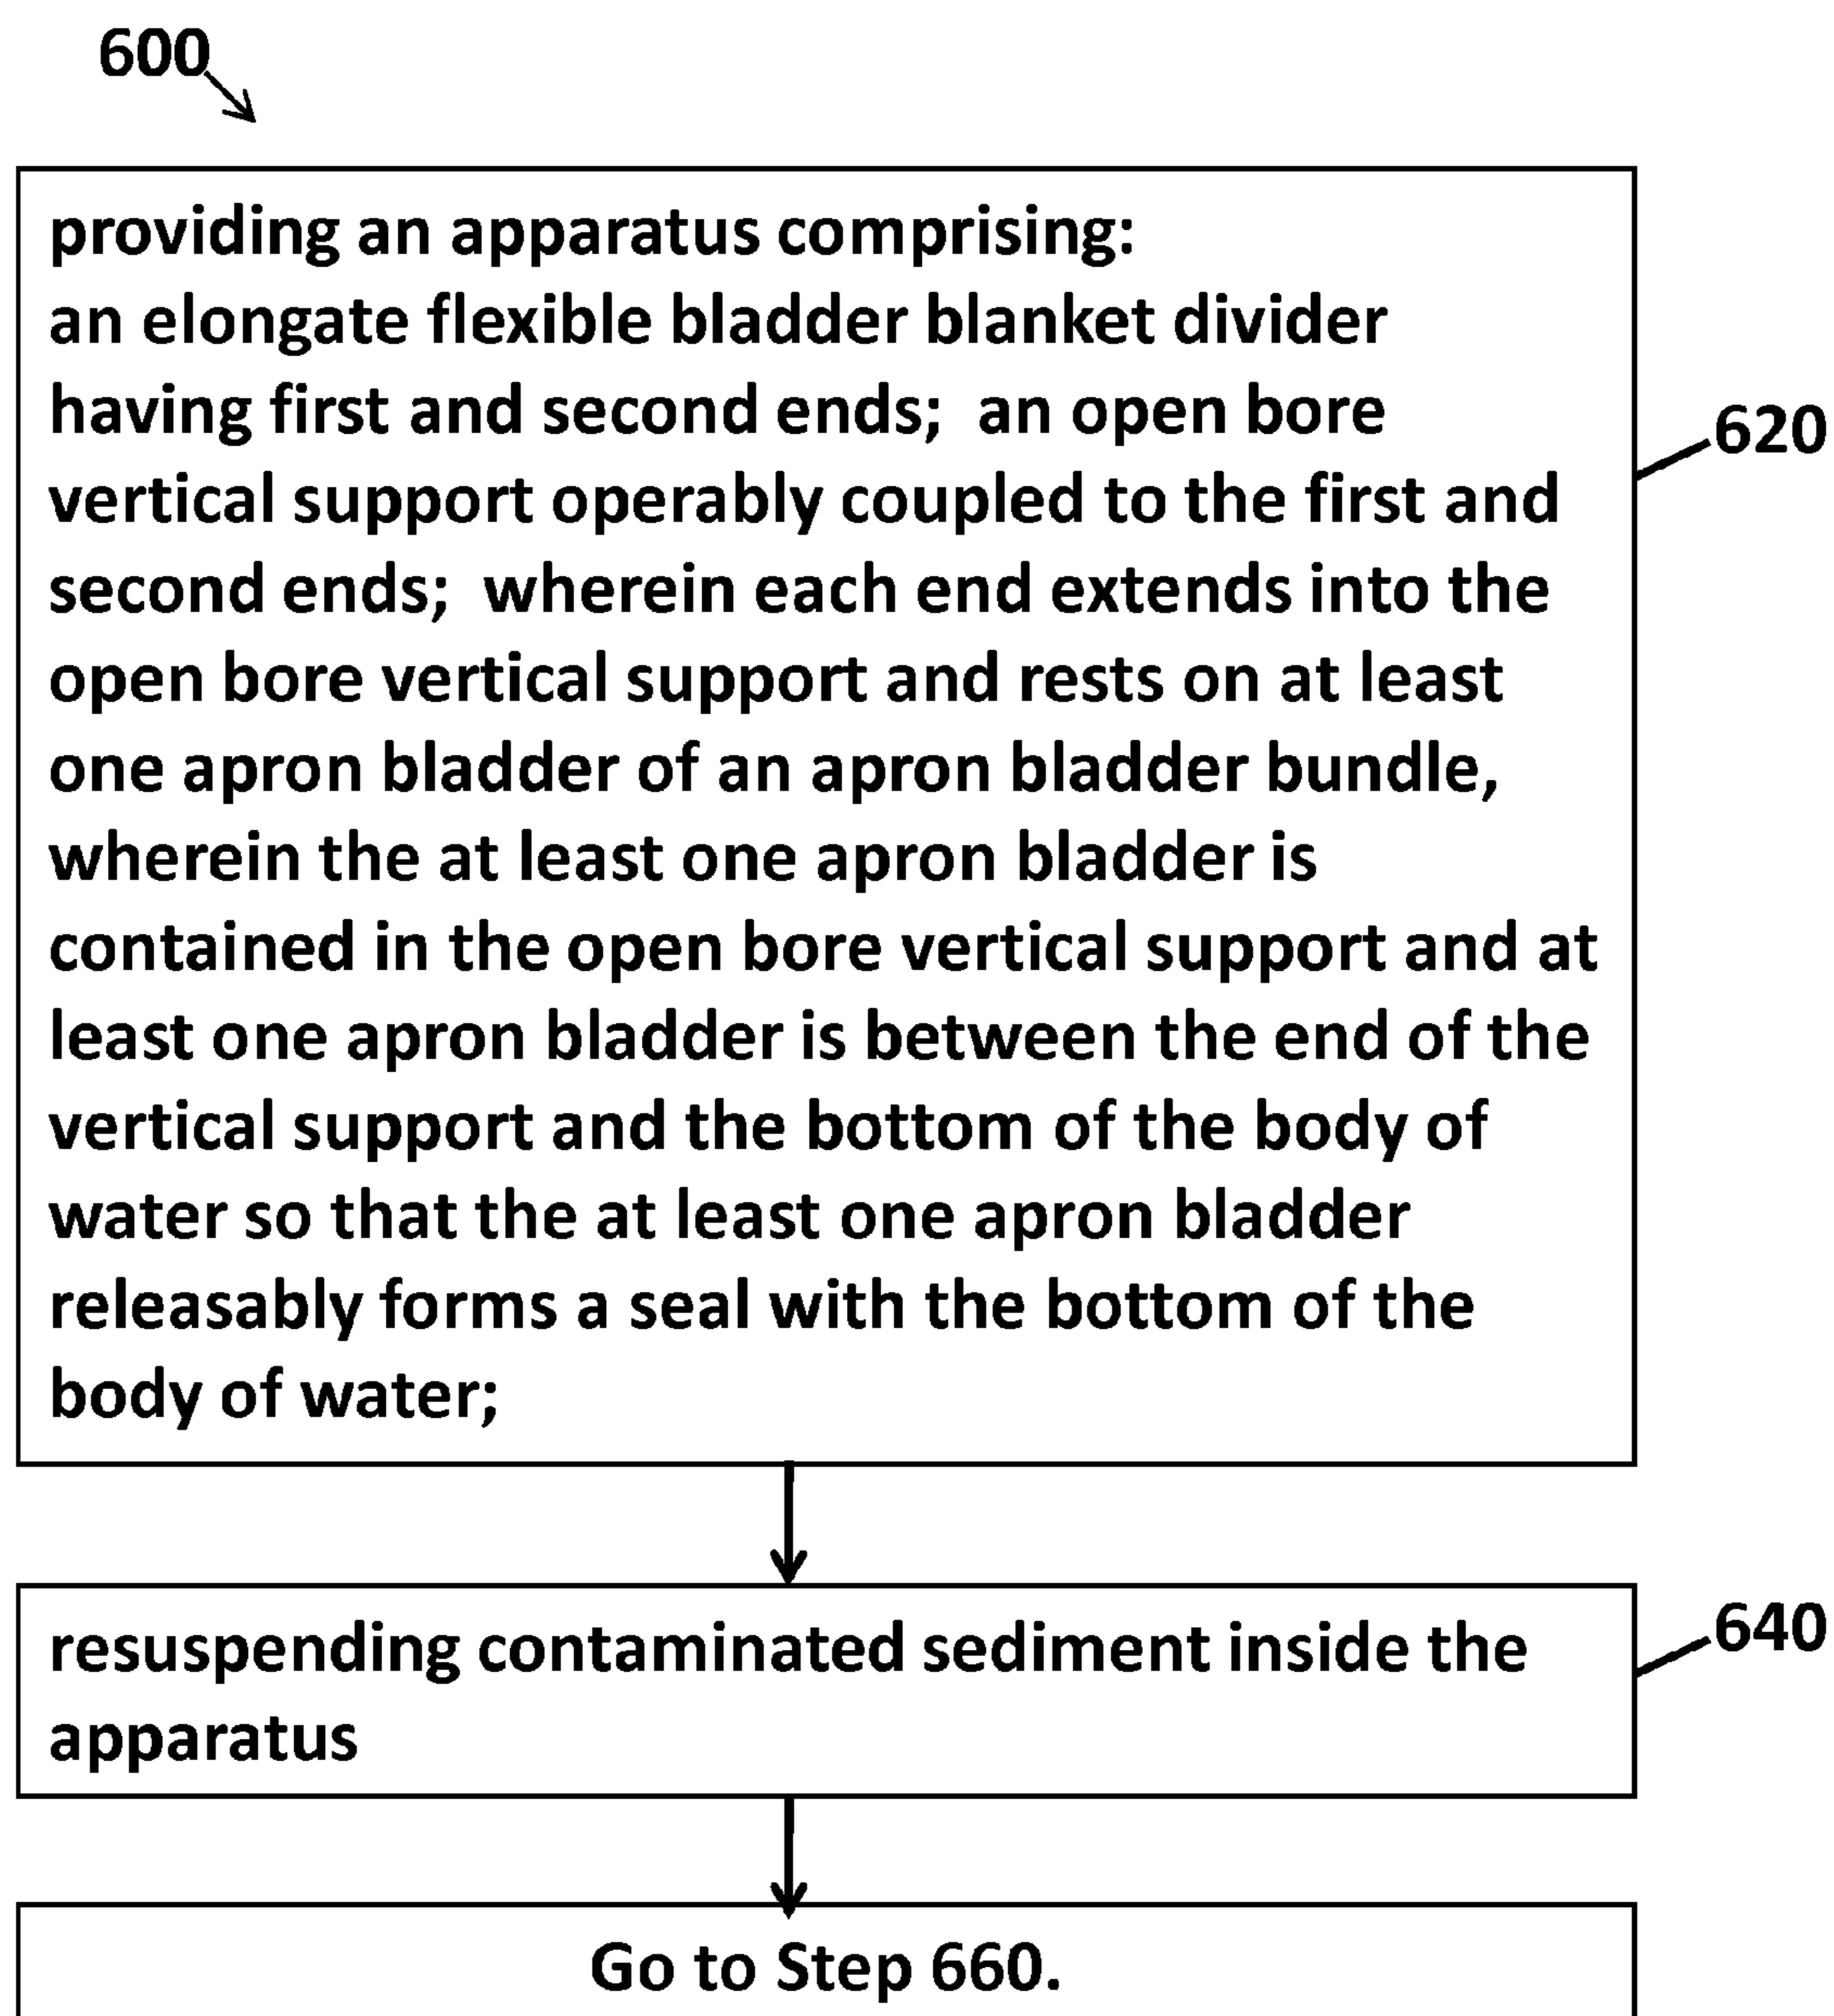 600
providing an apparatus comprising:
an elongate flexible bladder blanket divider
having first and second ends;  an open bore
620
vertical support operably coupled to the first and
second ends;  wherein each end extends into the
open bore vertical support and rests on at least
one apron bladder of an apron bladder bundle,
wherein the at least one apron bladder is
contained in the open bore vertical support and at
least one apron bladder is between the end of the
vertical support and the bottom of the body of
water so that the at least one apron bladder
releasably forms a seal with the bottom of the
body of water;
640
resuspending contaminated sediment inside the
apparatus
Go to Step 660.